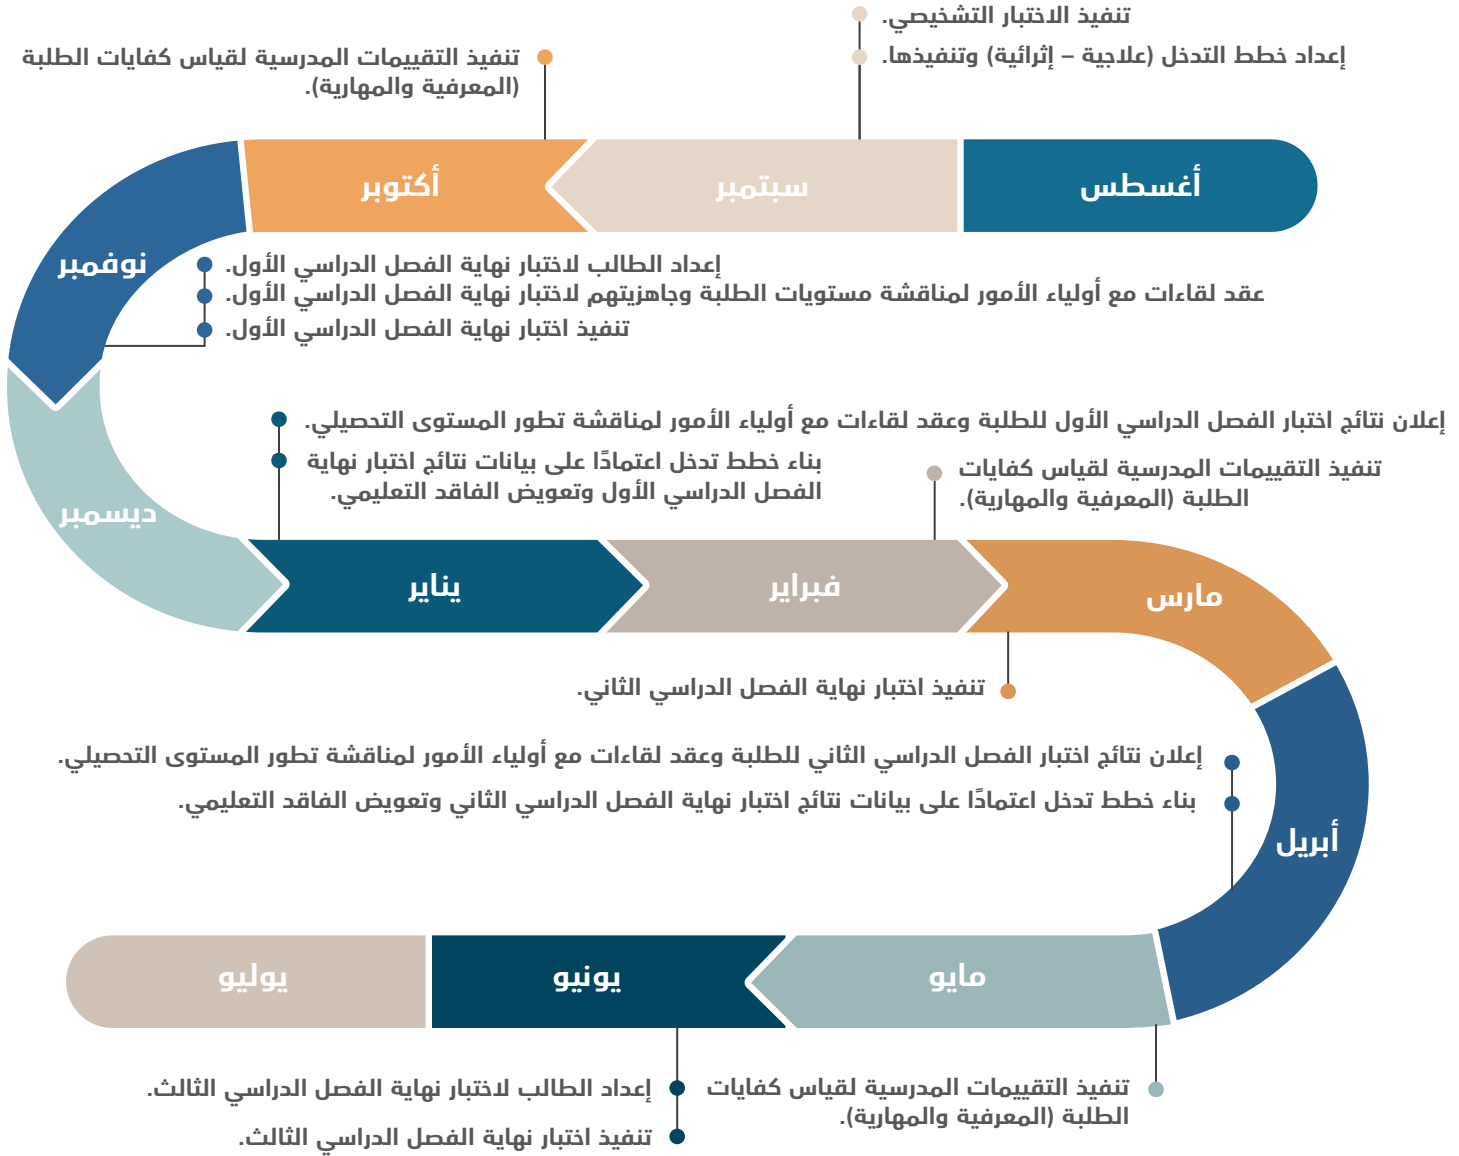 تنفيذ الاختبار التشخيصي.
إعداد خطط التدخل (علاجية – إثرائية) وتنفيذها.
تنفيذ التقييمات المدرسية لقياس كفايات الطلبة
(المعرفية والمهارية).
أغسطس
سبتمبر
أكتوبر
نوفمبر
إعداد الطالب لاختبار نهاية الفصل الدراسي الأول.
عقد لقاءات مع أولياء الأمور لمناقشة مستويات الطلبة وجاهزيتهم لاختبار نهاية الفصل الدراسي الأول.
تنفيذ اختبار نهاية الفصل الدراسي الأول.
ديسمبر
إعلان نتائج اختبار الفصل الدراسي الأول للطلبة وعقد لقاءات مع أولياء الأمور لمناقشة تطور المستوى التحصيلي.
بناء خطط تدخل اعتمادًا على بيانات نتائج اختبار نهاية
الفصل الدراسي الأول وتعويض الفاقد التعليمي.
تنفيذ التقييمات المدرسية لقياس كفايات
الطلبة (المعرفية والمهارية).
يناير
فبراير
مارس
تنفيذ اختبار نهاية الفصل الدراسي الثاني.
إعلان نتائج اختبار الفصل الدراسي الثاني للطلبة وعقد لقاءات مع أولياء الأمور لمناقشة تطور المستوى التحصيلي.
بناء خطط تدخل اعتمادًا على بيانات نتائج اختبار نهاية الفصل الدراسي الثاني وتعويض الفاقد التعليمي.
أبريل
مايو
يونيو
يوليو
تنفيذ التقييمات المدرسية لقياس كفايات
الطلبة (المعرفية والمهارية).
إعداد الطالب لاختبار نهاية الفصل الدراسي الثالث.
تنفيذ اختبار نهاية الفصل الدراسي الثالث.